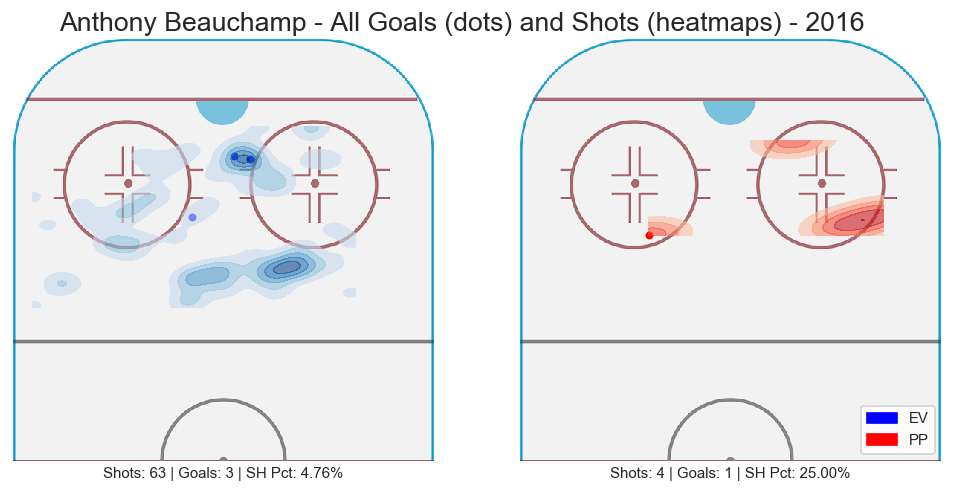 Anthony Beauchamp - All Goals (dots) and Shots (heatmaps) - 2016
EV
PP
Shots: 63 | Goals: 3 | SH Pct: 4.76%
Shots: 4 | Goals: 1 | SH Pct: 25.00%